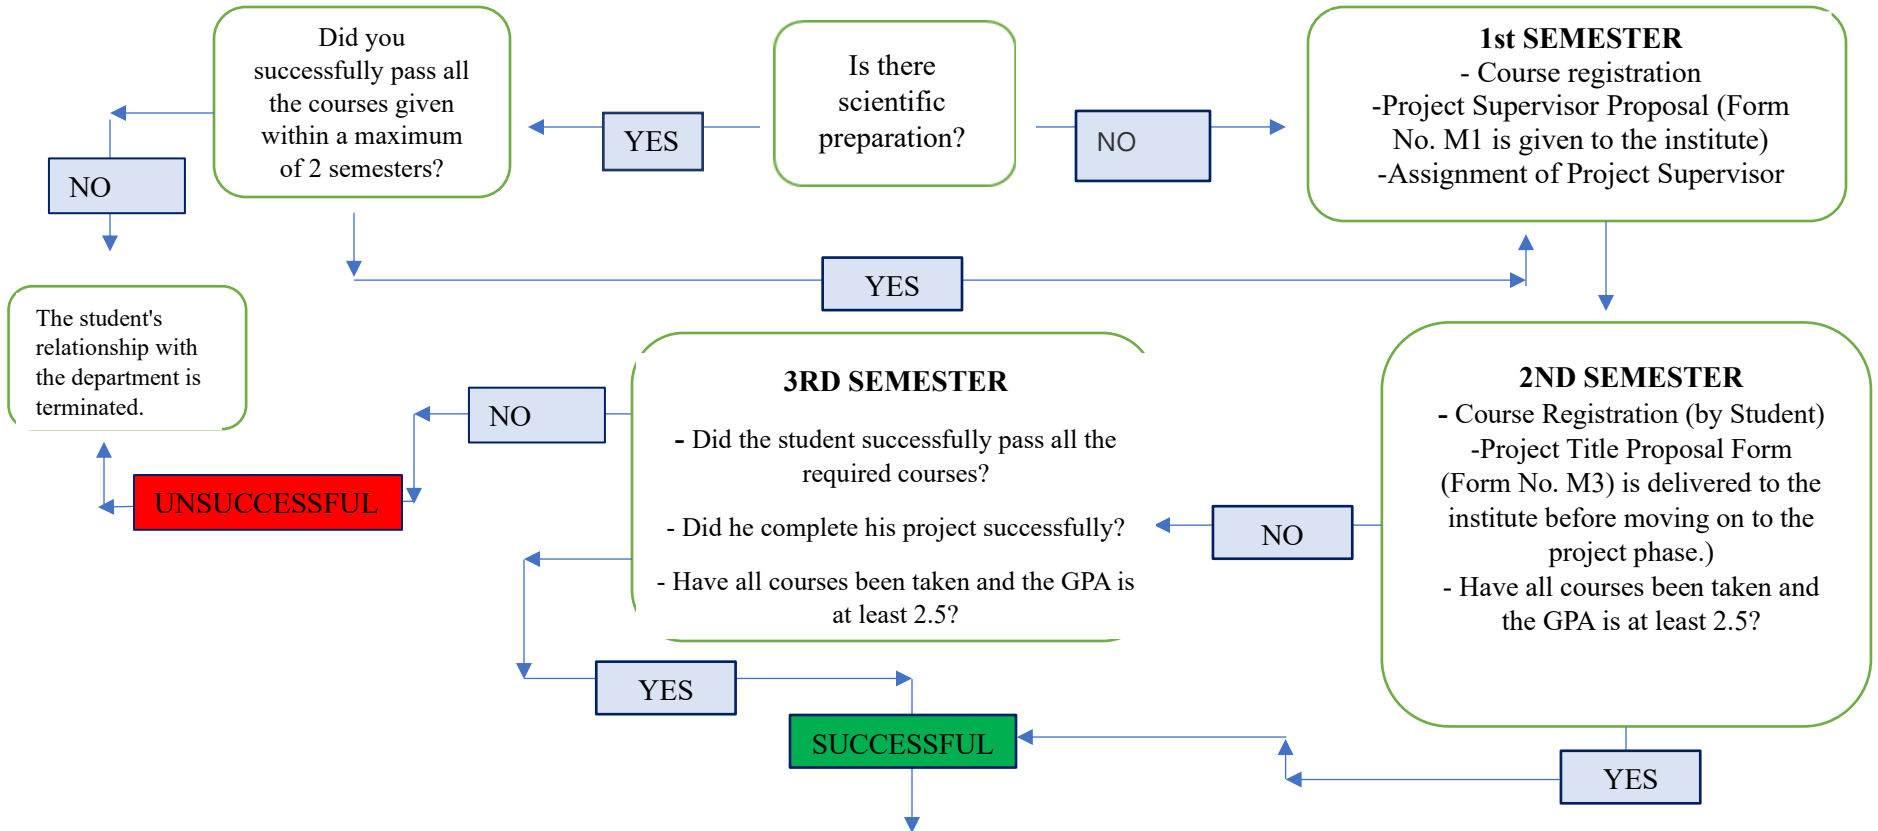 Did you
successfully pass all
the courses given
within a maximum
of 2 semesters?
YES
Is there
scientific
preparation?
NO
1st SEMESTER
- Course registration
-Project Supervisor Proposal (Form
No. M1 is given to the institute)
-Assignment of Project Supervisor
NO
YES
The student's
relationship with
the department is
terminated.
NO
UNSUCCESSFUL
3RD SEMESTER
- Did the student successfully pass all the
required courses?
- Did he complete his project successfully?
- Have all courses been taken and the GPA is
at least 2.5?
NO
2ND SEMESTER
- Course Registration (by Student)
-Project Title Proposal Form
(Form No. M3) is delivered to the
institute before moving on to the
project phase.)
- Have all courses been taken and
the GPA is at least 2.5?
YES
SUCCESSFUL
YES